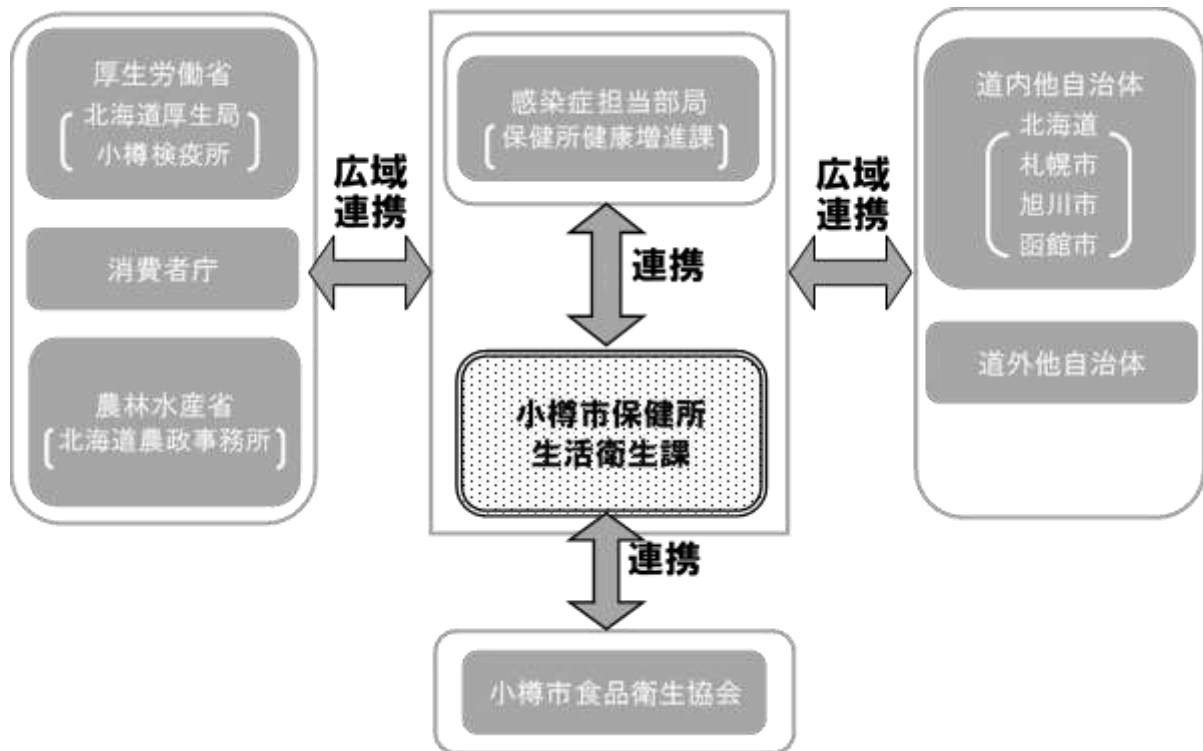 厚生労働省
北海道厚生局
小樽検疫所
消費者庁
農林水産省
北海道農政事務所
広域
連携
感染症担当部局
保健所健康増進課
連携
小樽市保健所
生活衛生課
連携
小樽市食品衛生協会
広域
連携
道内他自治体
北海道
札幌市
旭川市
函館市
道外他自治体